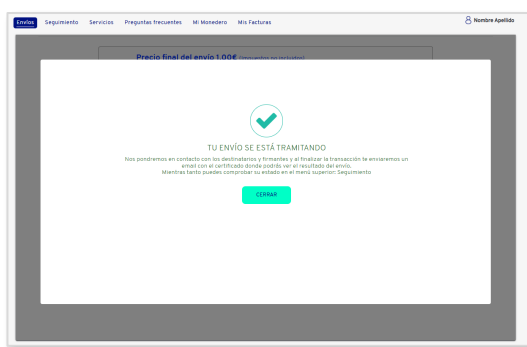 Envíos Seguimiento Servicios Preguntas frecuentes Mi Monedero Mis Facturas Nombre Apellido
Precio final del envío 1.00€ (impuestos no incluidos)
TU ENVÍO SE ESTÁ TRAMITANDO
Nos pondremos en contacto con los destinatarios y firmantes y al finalizar la transacción te enviaremos un
email con el certificado donde podrás ver el resultado del envío.
Mientras tanto puedes comprobar su estado en el menú superior: Seguimiento
CERRAR